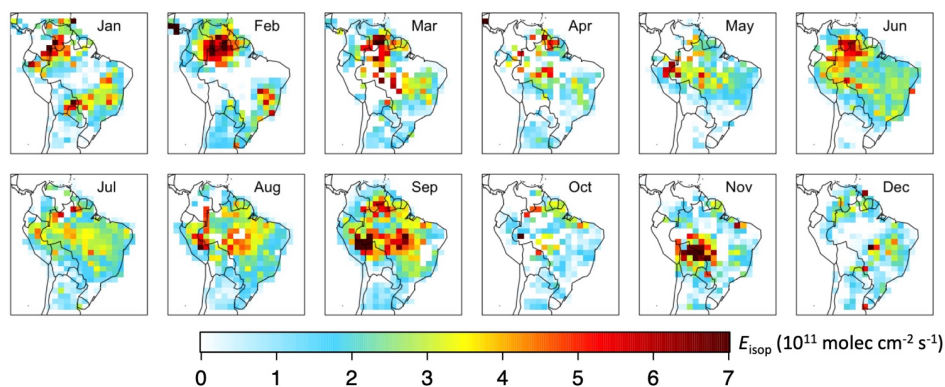 Jan Feb Mar Apr May Jun
Jul Aug Sep Oct Nov Dec
E isop (10¹¹ molec cm⁻² s⁻¹)
0 1 2 3 4 5 6 7